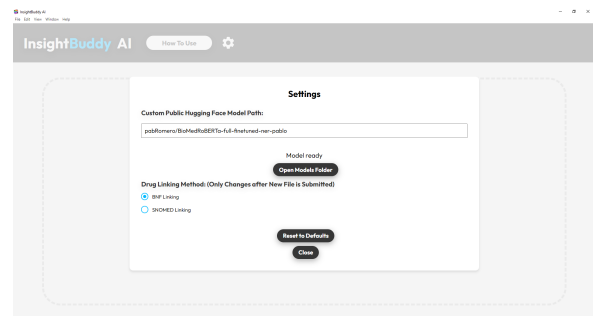 InsightBuddy AI
File Edit View Window Help
InsightBuddy AI How To Use
Settings
Custom Public Hugging Face Model Path:
pabRomero/BioMedRoBERTa-full-finetuned-ner-pablo
Model ready
Open Models Folder
Drug Linking Method: (Only Changes after New File is Submitted)
BNF Linking
SNOMED Linking
Reset to Defaults
Close